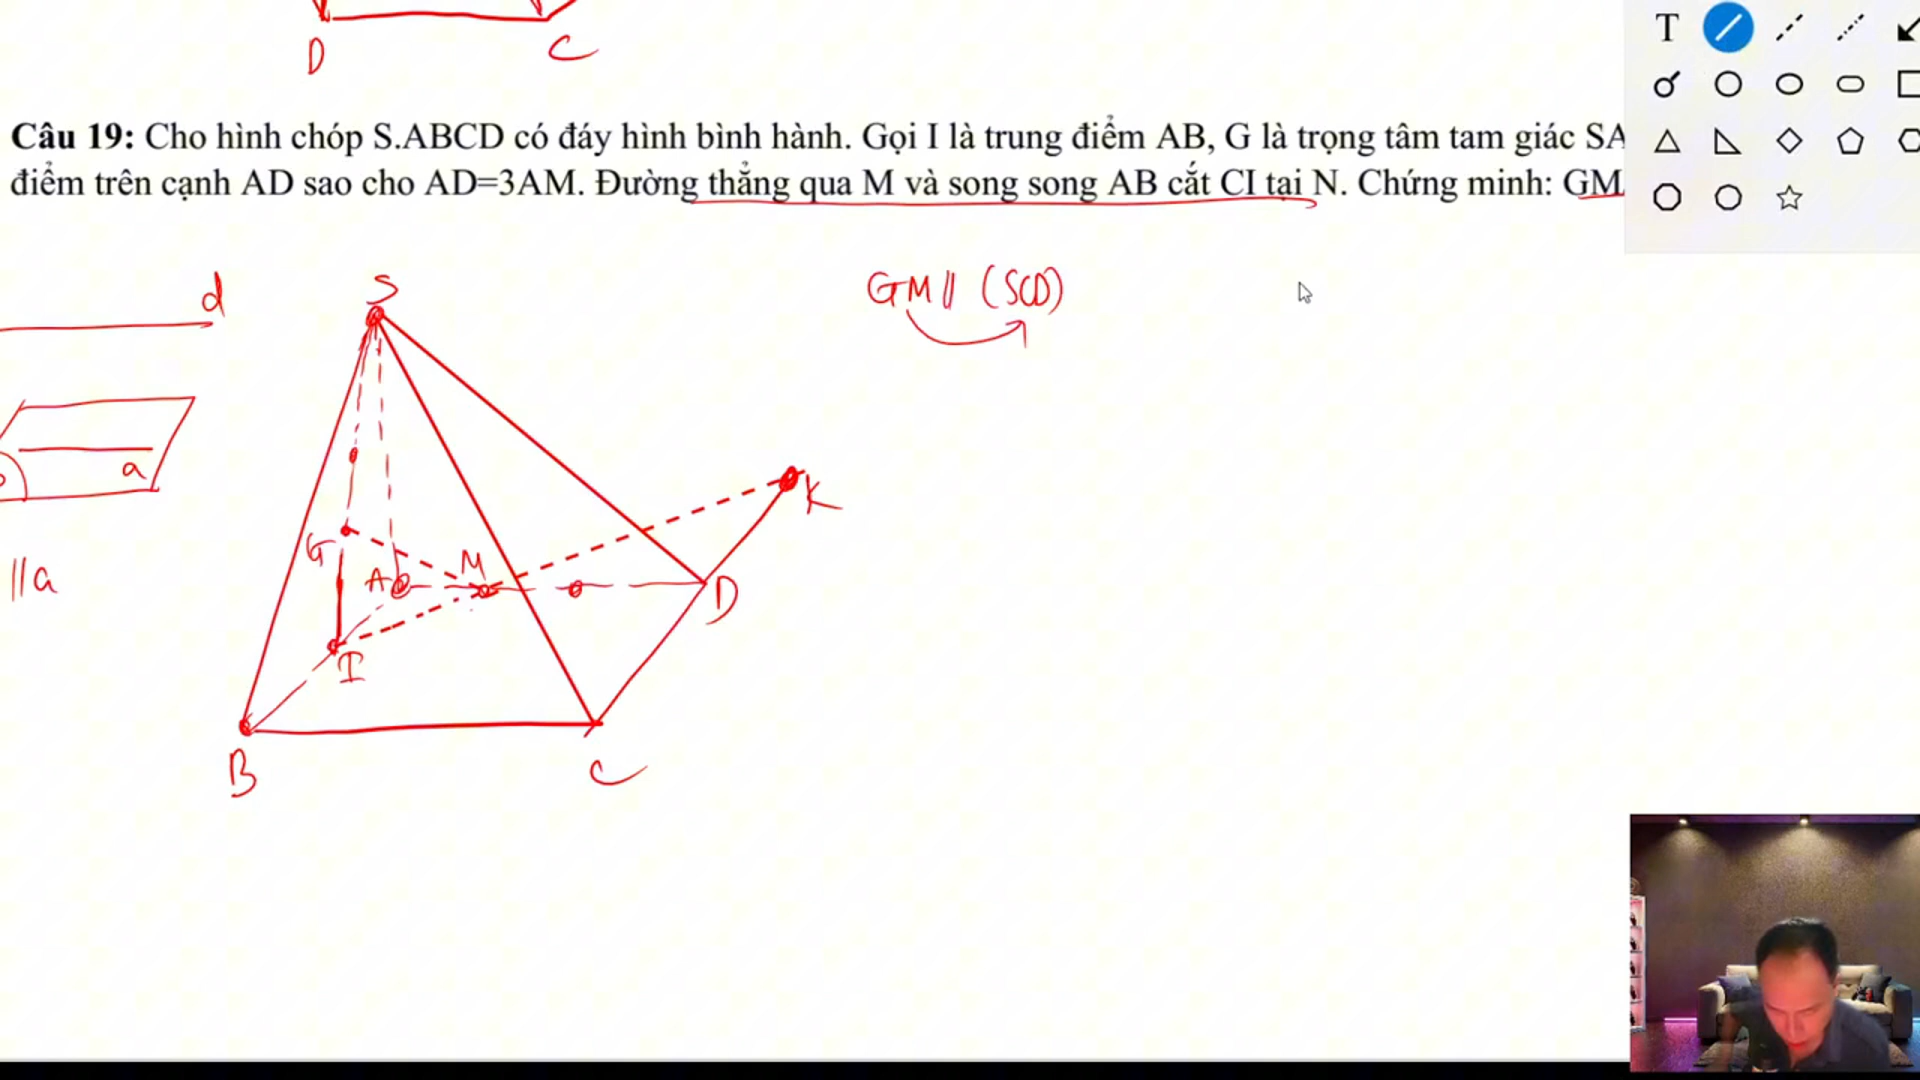 D
C
Câu 19: Cho hình chóp S.ABCD có đáy hình bình hành. Gọi I là trung điểm AB, G là trọng tâm tam giác SA
điểm trên cạnh AD sao cho AD=3AM. Đường thẳng qua M và song song AB cắt CI tại N. Chứng minh: GM
T
d
S
GM // (SCD)
a
K
G
A
M
//a
D
I
B
C